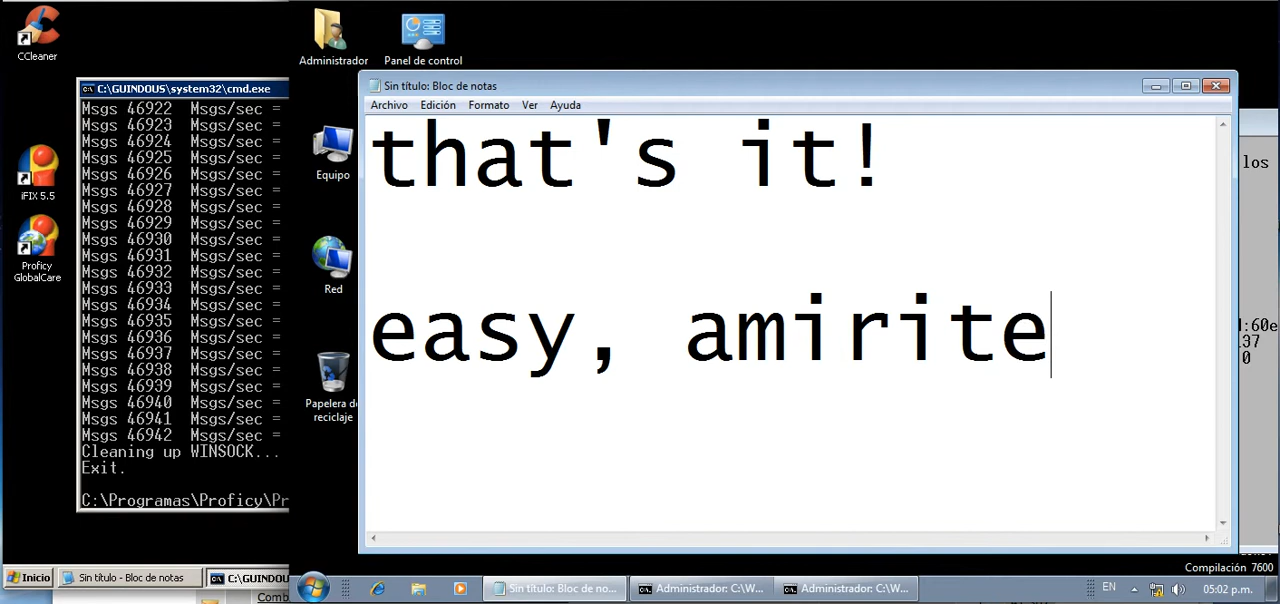 CCleaner
iFIX 5.5
Proficy
GlobalCare
C:\GUINDOUS\system32\cmd.exe
Msgs 46922 Msgs/sec =
Msgs 46923 Msgs/sec =
Msgs 46924 Msgs/sec =
Msgs 46925 Msgs/sec =
Msgs 46926 Msgs/sec =
Msgs 46927 Msgs/sec =
Msgs 46928 Msgs/sec =
Msgs 46929 Msgs/sec =
Msgs 46930 Msgs/sec =
Msgs 46931 Msgs/sec =
Msgs 46932 Msgs/sec =
Msgs 46933 Msgs/sec =
Msgs 46934 Msgs/sec =
Msgs 46935 Msgs/sec =
Msgs 46936 Msgs/sec =
Msgs 46937 Msgs/sec =
Msgs 46938 Msgs/sec =
Msgs 46939 Msgs/sec =
Msgs 46940 Msgs/sec =
Msgs 46941 Msgs/sec =
Msgs 46942 Msgs/sec =
Cleaning up WINSOCK...
Exit.
C:\Programas\Proficy\Pr
Administrador
Panel de control
Equipo
Red
Papelera de
reciclaje
Sin título: Bloc de notas
Archivo Edición Formato Ver Ayuda
that's it!
easy, amirite
los
:60e
37
0
Compilación 7600
Inicio Sin título - Bloc de notas C:\GUINDOU
Comb
Sin título: Bloc de no... Administrador: C:\W... Administrador: C:\W... EN 05:02 p.m.